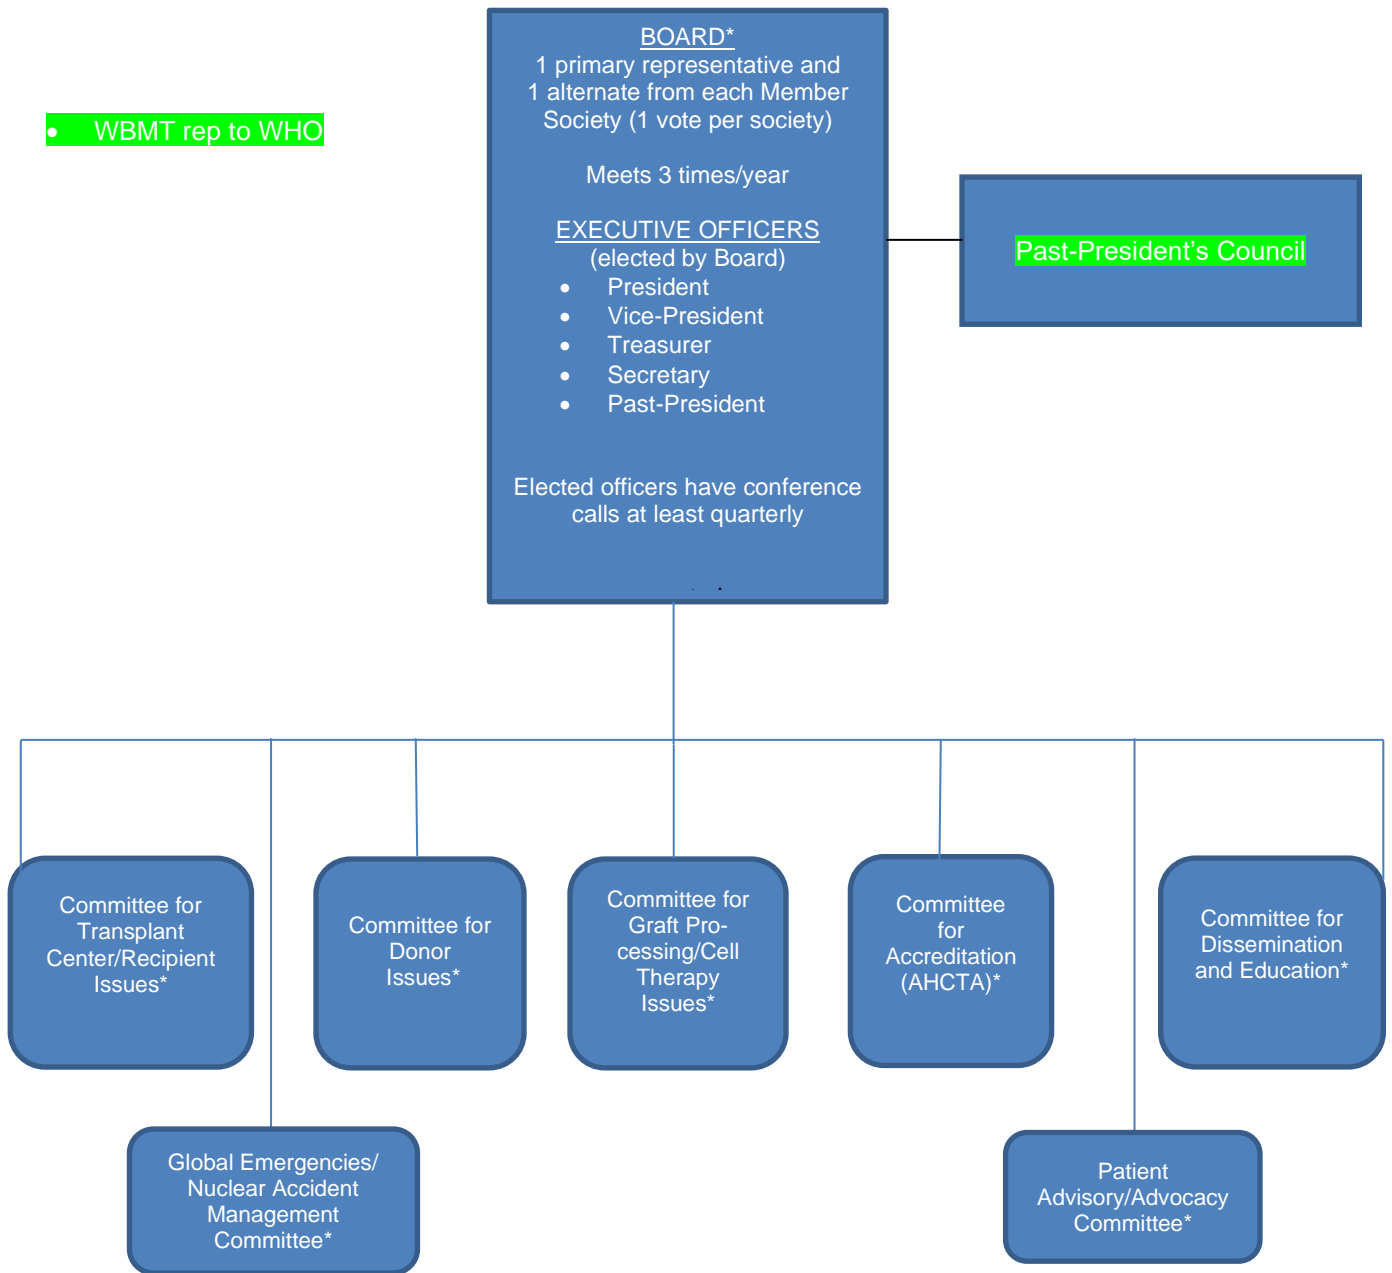 BOARD*
1 primary representative and
1 alternate from each Member
Society (1 vote per society)
Meets 3 times/year
EXECUTIVE OFFICERS
(elected by Board)
• President
• Vice-President
• Treasurer
• Secretary
• Past-President
Elected officers have conference
calls at least quarterly
• WBMT rep to WHO
Past-President’s Council
Committee for
Transplant
Center/Recipient
Issues*
Committee for
Donor
Issues*
Committee for
Graft Pro-
cessing/Cell
Therapy
Issues*
Committee
for
Accreditation
(AHCTA)*
Committee for
Dissemination
and Education*
Global Emergencies/
Nuclear Accident
Management
Committee*
Patient
Advisory/Advocacy
Committee*